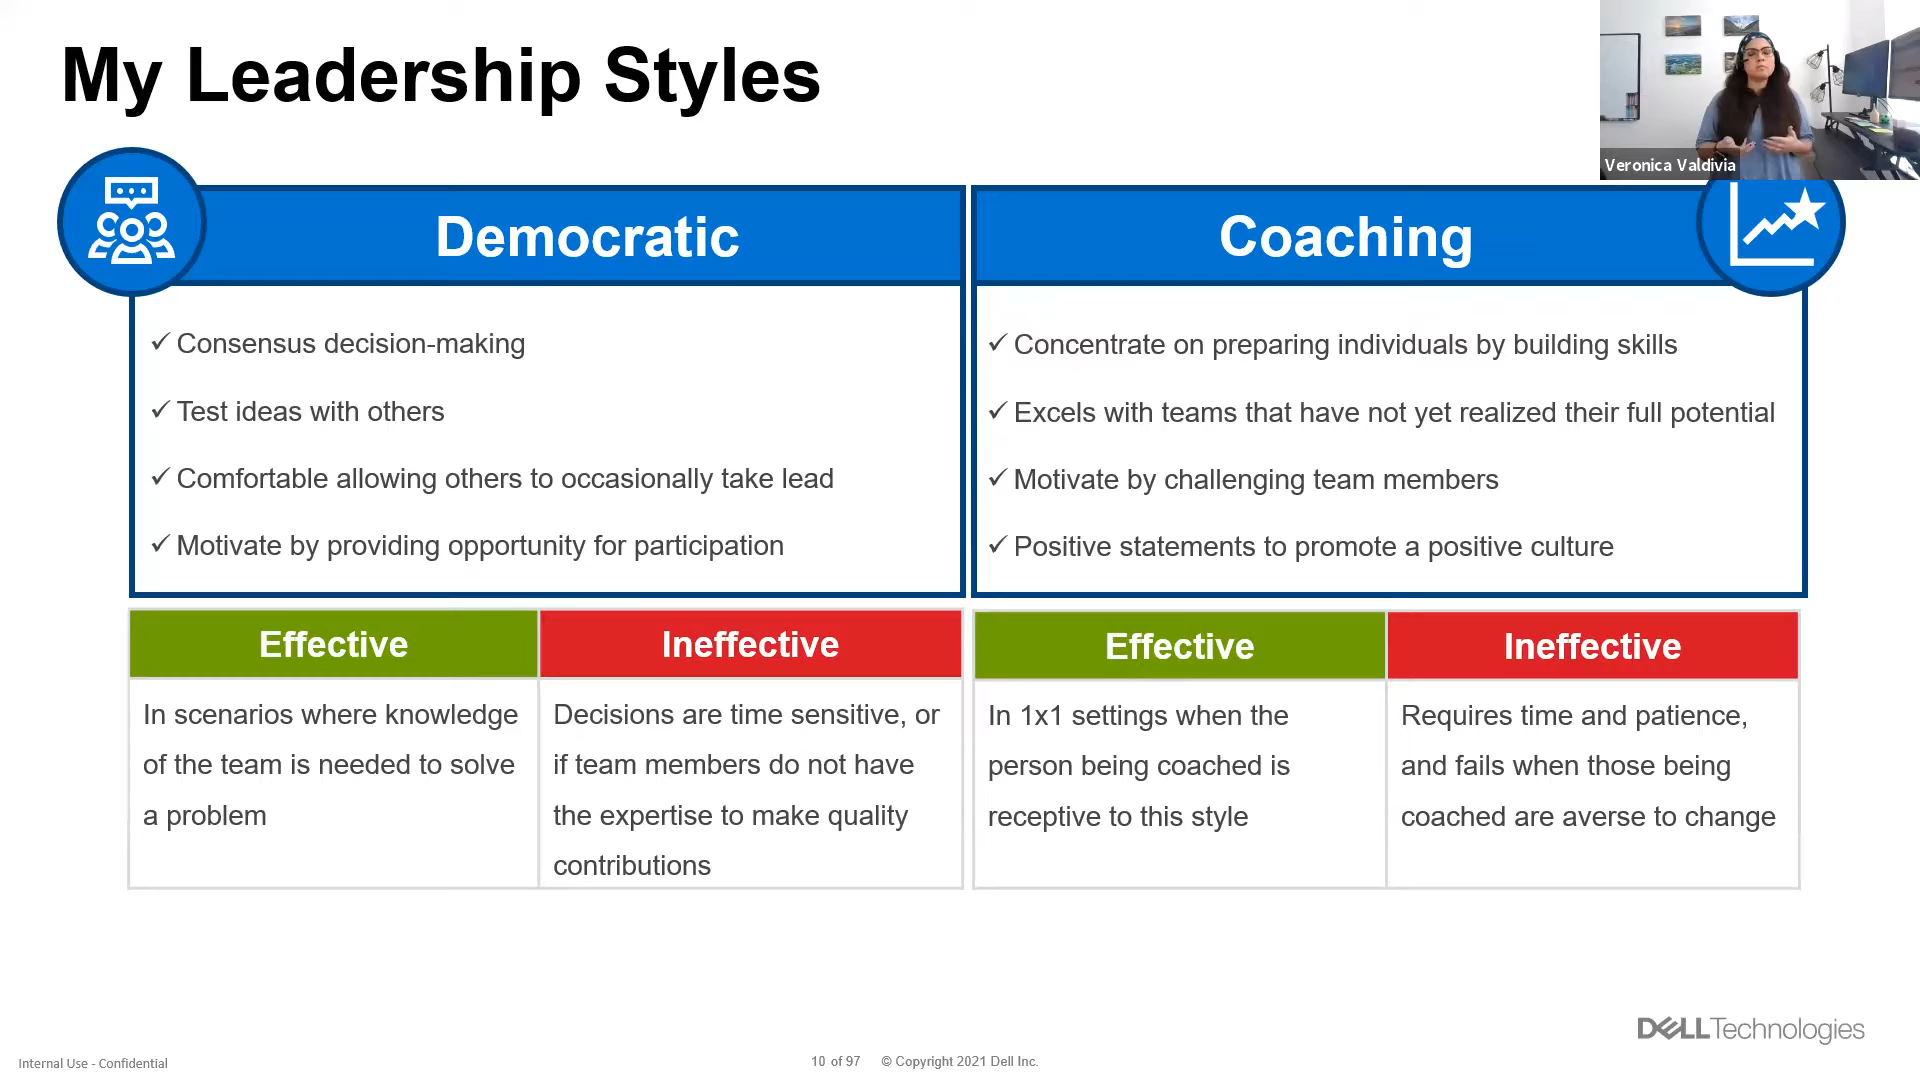 My Leadership Styles
Veronica Valdivia
Democratic
✓ Consensus decision-making
✓ Test ideas with others
✓ Comfortable allowing others to occasionally take lead
✓ Motivate by providing opportunity for participation
Coaching
✓ Concentrate on preparing individuals by building skills
✓ Excels with teams that have not yet realized their full potential
✓ Motivate by challenging team members
✓ Positive statements to promote a positive culture
Effective
In scenarios where knowledge
of the team is needed to solve
a problem
Ineffective
Decisions are time sensitive, or
if team members do not have
the expertise to make quality
contributions
Effective
In 1x1 settings when the
person being coached is
receptive to this style
Ineffective
Requires time and patience,
and fails when those being
coached are averse to change
DELLTechnologies
Internal Use - Confidential
10 of 97 © Copyright 2021 Dell Inc.